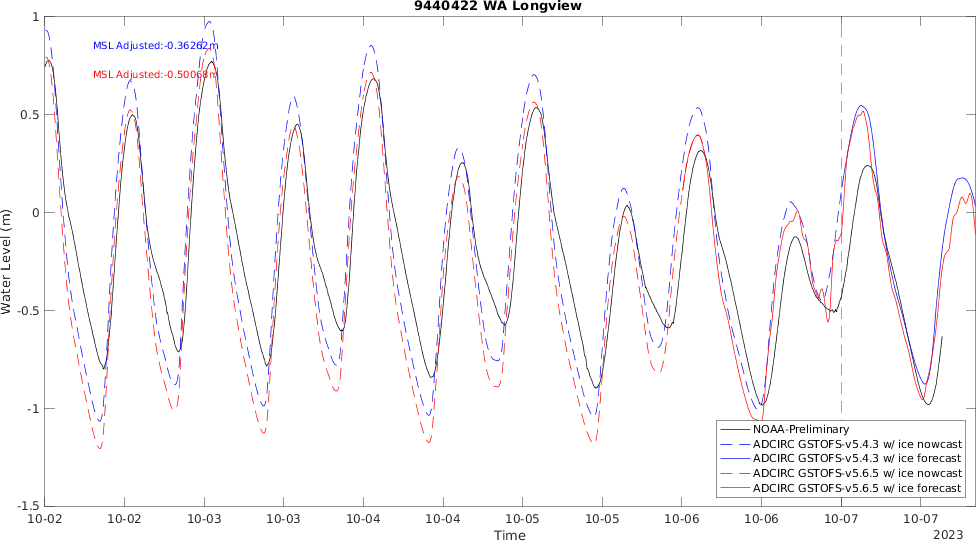 9440422 WA Longview
MSL Adjusted:-0.36262m
MSL Adjusted:-0.50068m
Water Level (m)
1
0.5
0
-0.5
-1
-1.5
NOAA-Preliminary
ADCIRC GSTOFS-v5.4.3 w/ ice nowcast
ADCIRC GSTOFS-v5.4.3 w/ ice forecast
ADCIRC GSTOFS-v5.6.5 w/ ice nowcast
ADCIRC GSTOFS-v5.6.5 w/ ice forecast
10-02 10-02 10-03 10-03 10-04 10-04 10-05 10-05 10-06 10-06 10-07 10-07
Time
2023